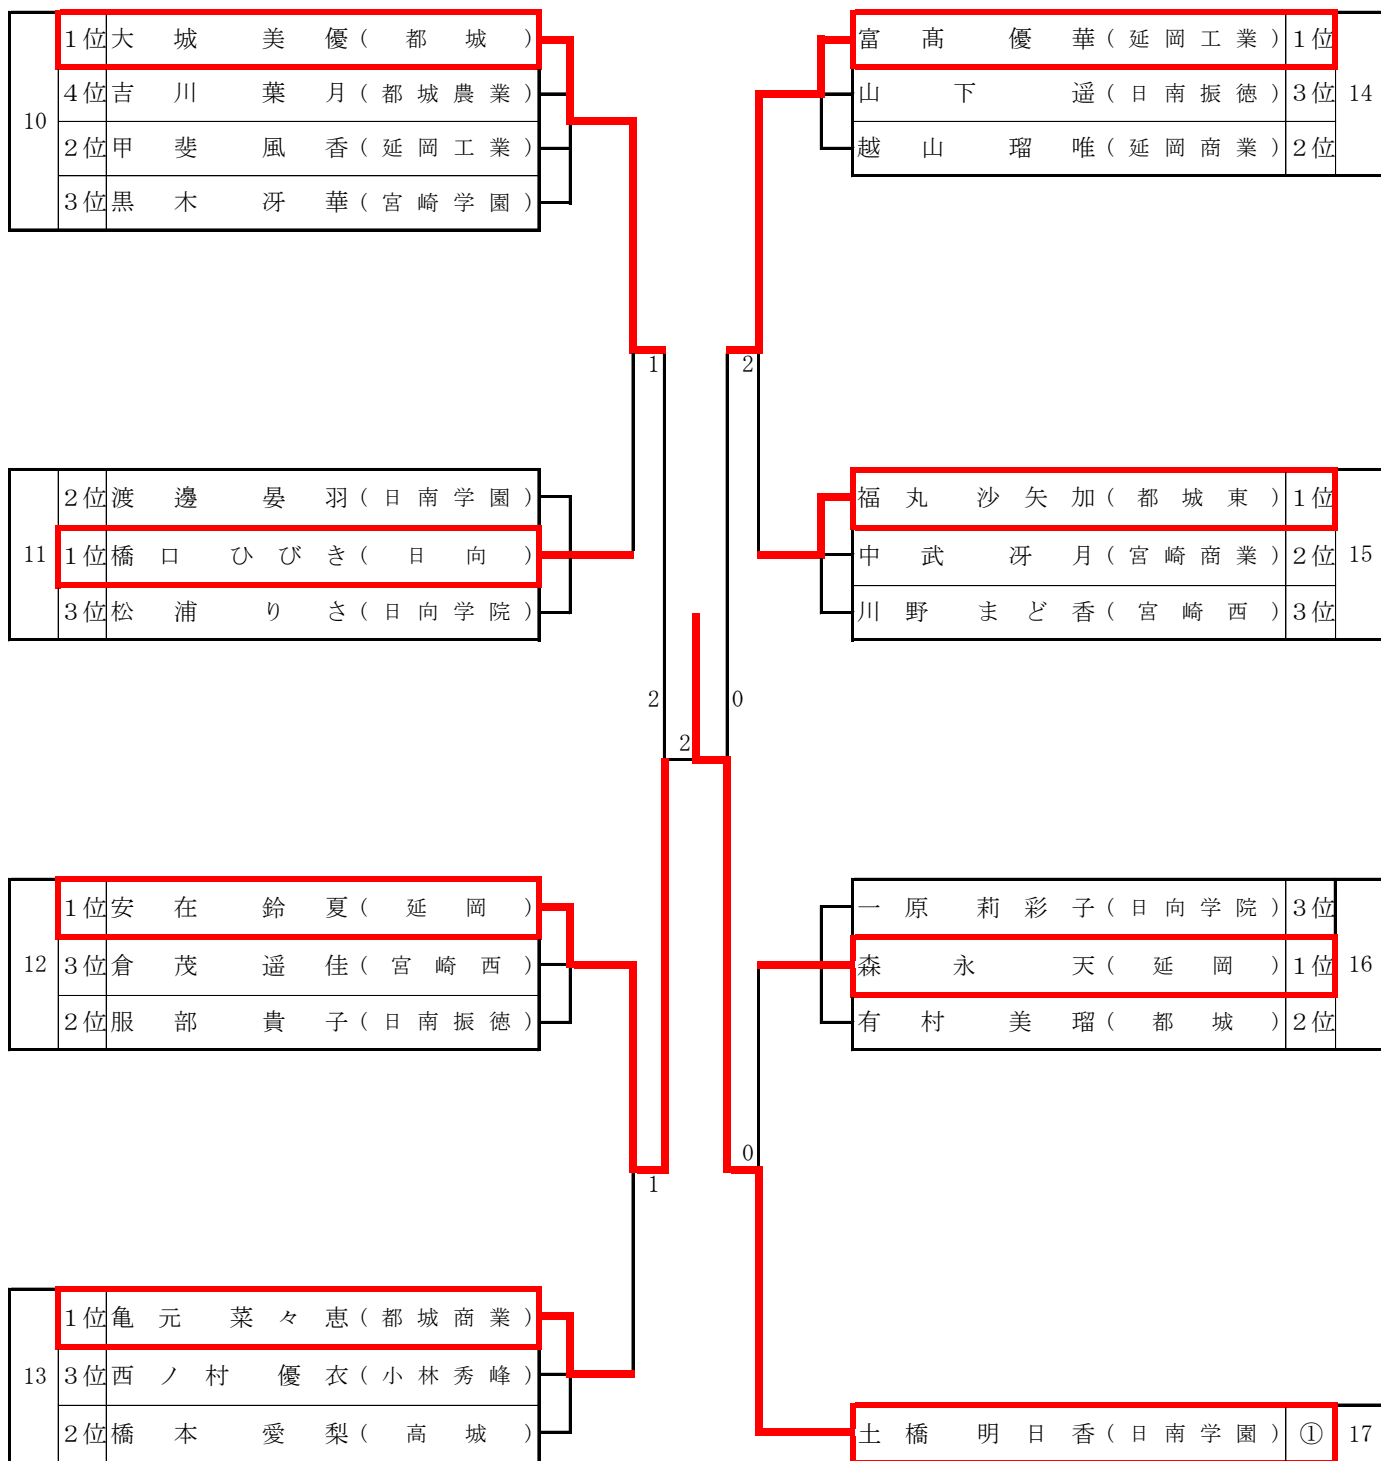 10
1位 大城 美優 (都城)
4位 吉川 葉月 (都城農業)
2位 甲斐 風香 (延岡工業)
3位 黒木 冴華 (宮崎学園)
11
2位 渡邊 晏羽 (日南学園)
1位 橋口 ひびき (日向)
3位 松浦 りさ (日向学院)
12
1位 安在 鈴夏 (延岡)
3位 倉茂 遥佳 (宮崎西)
2位 服部 貴子 (日南振徳)
13
1位 亀元 菜々恵 (都城商業)
3位 西ノ村 優衣 (小林秀峰)
2位 橋本 愛梨 (高城)
1
2
1
2
2
0
0
富髙 優華 (延岡工業) 1位
山下 遥 (日南振徳) 3位
越山 瑠唯 (延岡商業) 2位
14
福丸 沙矢加 (都城東) 1位
中武 冴月 (宮崎商業) 2位
川野 まど香 (宮崎西) 3位
15
一原 莉彩子 (日向学院) 3位
森永 天 (延岡) 1位
有村 美瑠 (都城) 2位
16
土橋 明日香 (日南学園) ①
17